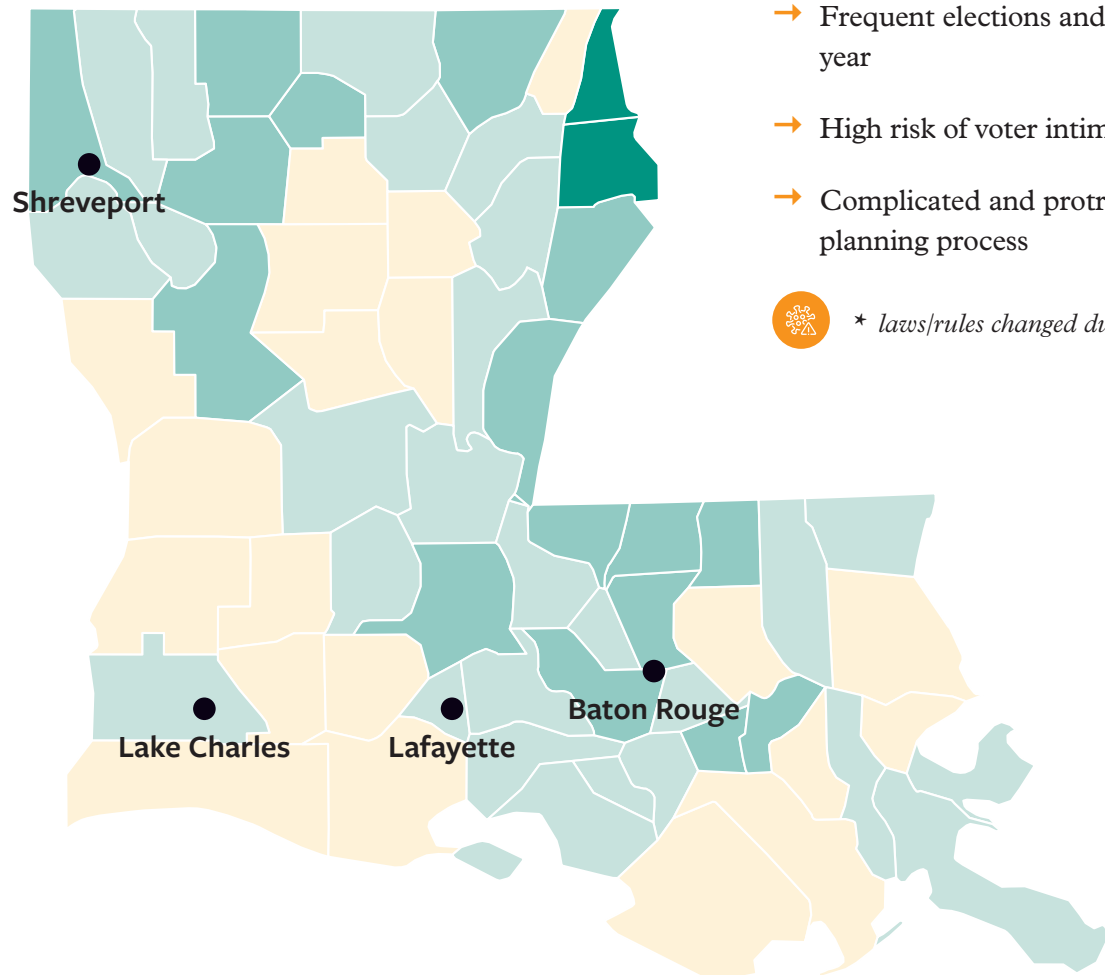 → Frequent elections and
year
→ High risk of voter intim
→ Complicated and protr
planning process
* laws/rules changed du
Shreveport
Baton Rouge
Lake Charles
Lafayette